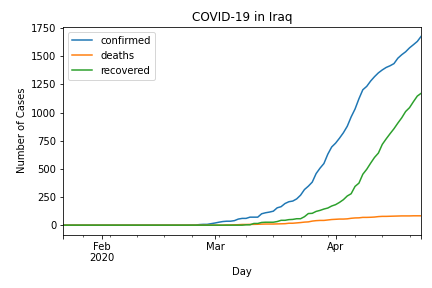 COVID-19 in Iraq
confirmed
deaths
recovered
Number of Cases
1750
1500
1250
1000
750
500
250
0
Feb
2020
Mar
Apr
Day